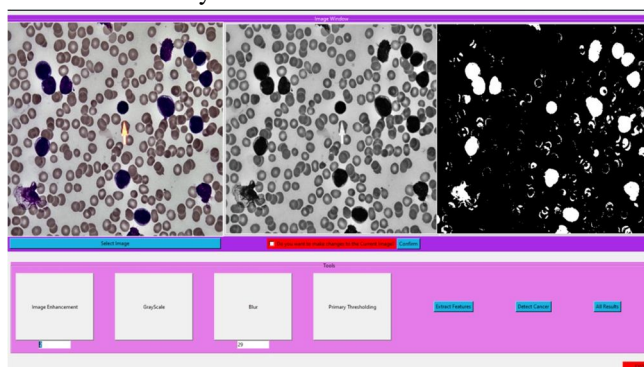 Image Window
Select Image
Do you want to make changes to the Current Image?
Confirm
Tools
Image Enhancement
GrayScale
Blur
Primary Thresholding
Extract Features
Detect Cancer
All Results
29